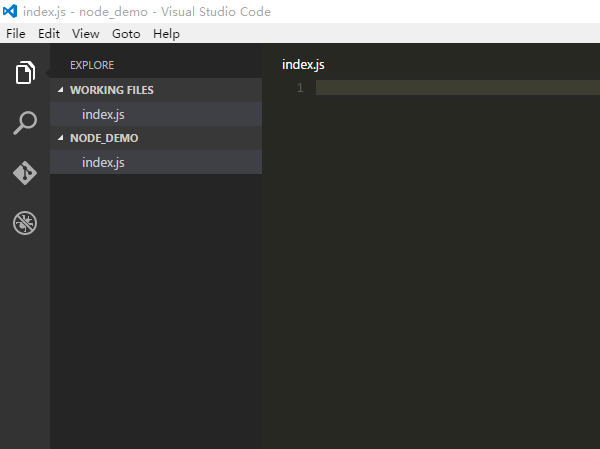 index.js - node_demo - Visual Studio Code
File Edit View Goto Help
EXPLORE
WORKING FILES
index.js
NODE_DEMO
index.js
index.js
1